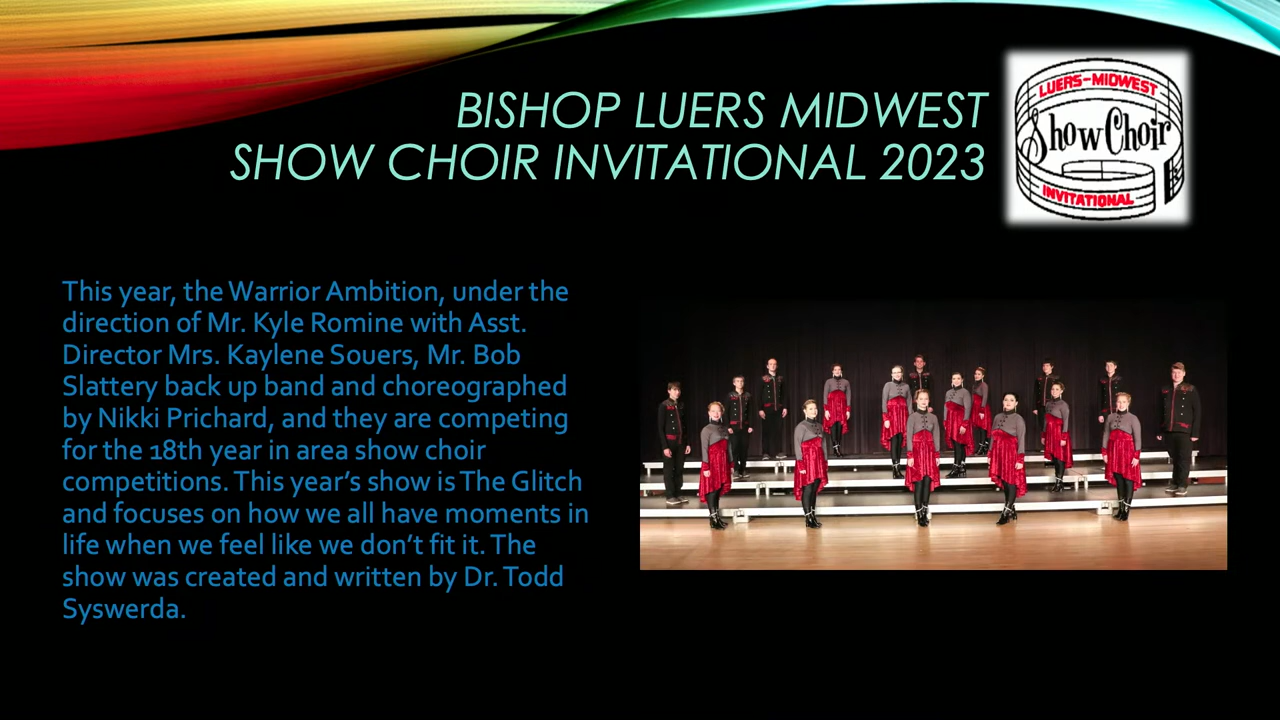 BISHOP LUERS MIDWEST
SHOW CHOIR INVITATIONAL 2023
LUERS-MIDWEST
Show Choir
INVITATIONAL
This year, the Warrior Ambition, under the
direction of Mr. Kyle Romine with Asst.
Director Mrs. Kaylene Souers, Mr. Bob
Slattery back up band and choreographed
by Nikki Prichard, and they are competing
for the 18th year in area show choir
competitions. This year’s show is The Glitch
and focuses on how we all have moments in
life when we feel like we don’t fit it. The
show was created and written by Dr. Todd
Syswerda.